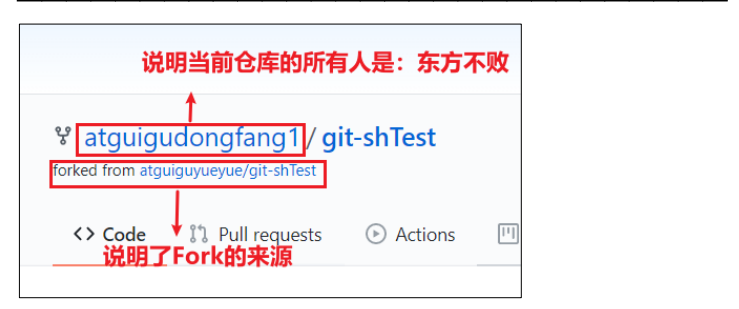 说明当前仓库的所有人是：东方不败
atguigudongfang1 / git-shTest
forked from atguiguyueyue/git-shTest
Code Pull requests Actions
说明了Fork的来源